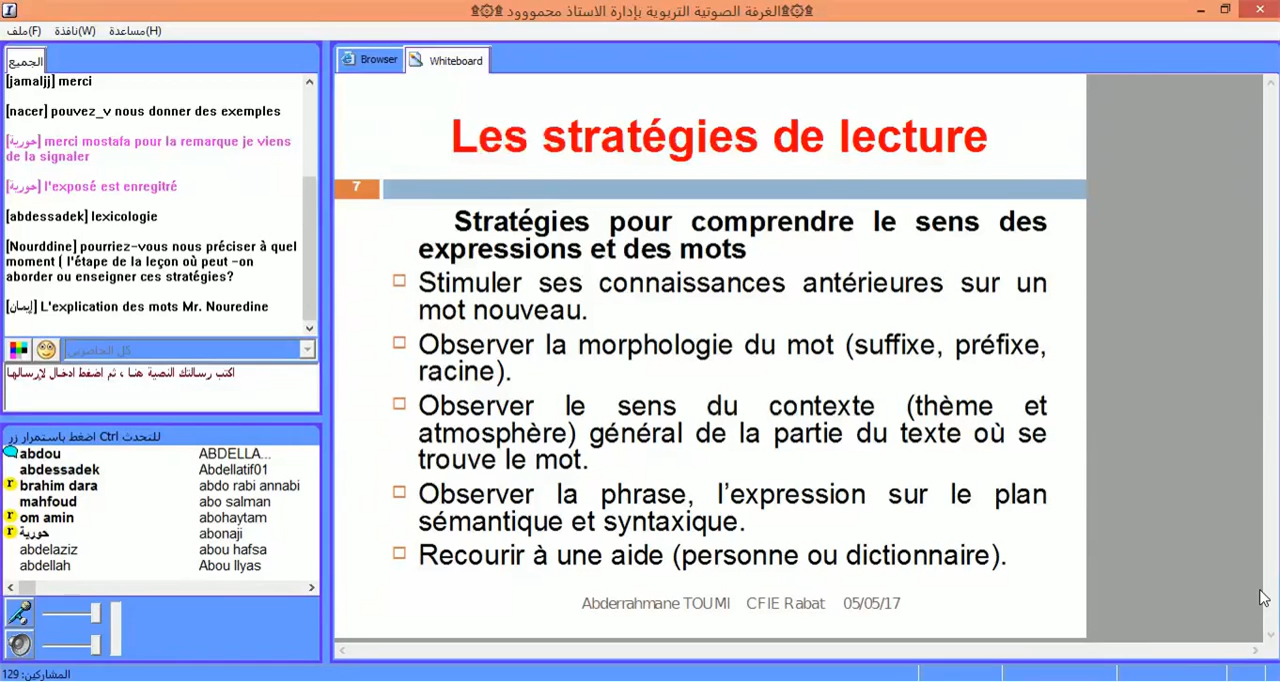 ۩۞۩الغرفة الصوتية التربوية بإدارة الاستاذ محمووود۩۞۩
ملف(F) نافذة(W) مساعدة(H)
الجميع
[jamaljj] merci
[nacer] pouvez_v nous donner des exemples
[حورية] merci mostafa pour la remarque je viens
de la signaler
[حورية] l'exposé est enregitré
[abdessadek] lexicologie
[Nourddine] pourriez-vous nous préciser à quel
moment ( l'étape de la leçon où peut -on
aborder ou enseigner ces stratégies?
[إيمان] L'explication des mots Mr. Nouredine
كل الحاضرين
اكتب رسالتك النصية هنا ، ثم اضغط ادخال لإرسالها
للتحدث Ctrl اضغط باستمرار زر
abdou ABDELLA...
abdessadek Abdellatif01
brahim dara abdo rabi annabi
mahfoud abo salman
om amin abohaytam
حورية abonaji
abdelaziz abou hafsa
abdellah Abou Ilyas
المشاركين: 129
Browser Whiteboard
Les stratégies de lecture
7
Stratégies pour comprendre le sens des
expressions et des mots
Stimuler ses connaissances antérieures sur un
mot nouveau.
Observer la morphologie du mot (suffixe, préfixe,
racine).
Observer le sens du contexte (thème et
atmosphère) général de la partie du texte où se
trouve le mot.
Observer la phrase, l’expression sur le plan
sémantique et syntaxique.
Recourir à une aide (personne ou dictionnaire).
Abderrahmane TOUMI CFIE Rabat 05/05/17